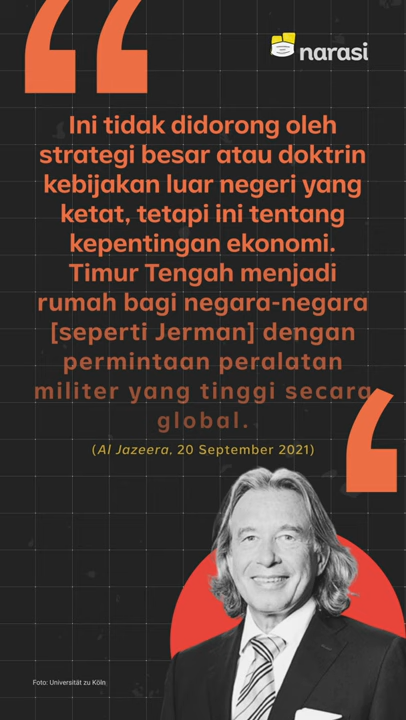 narasi
Ini tidak didorong oleh
strategi besar atau doktrin
kebijakan luar negeri yang
ketat, tetapi ini tentang
kepentingan ekonomi.
Timur Tengah menjadi
rumah bagi negara-negara
[seperti Jerman] dengan
permintaan peralatan
militer yang tinggi secara
global.
(Al Jazeera, 20 September 2021)
Foto: Universität zu Köln